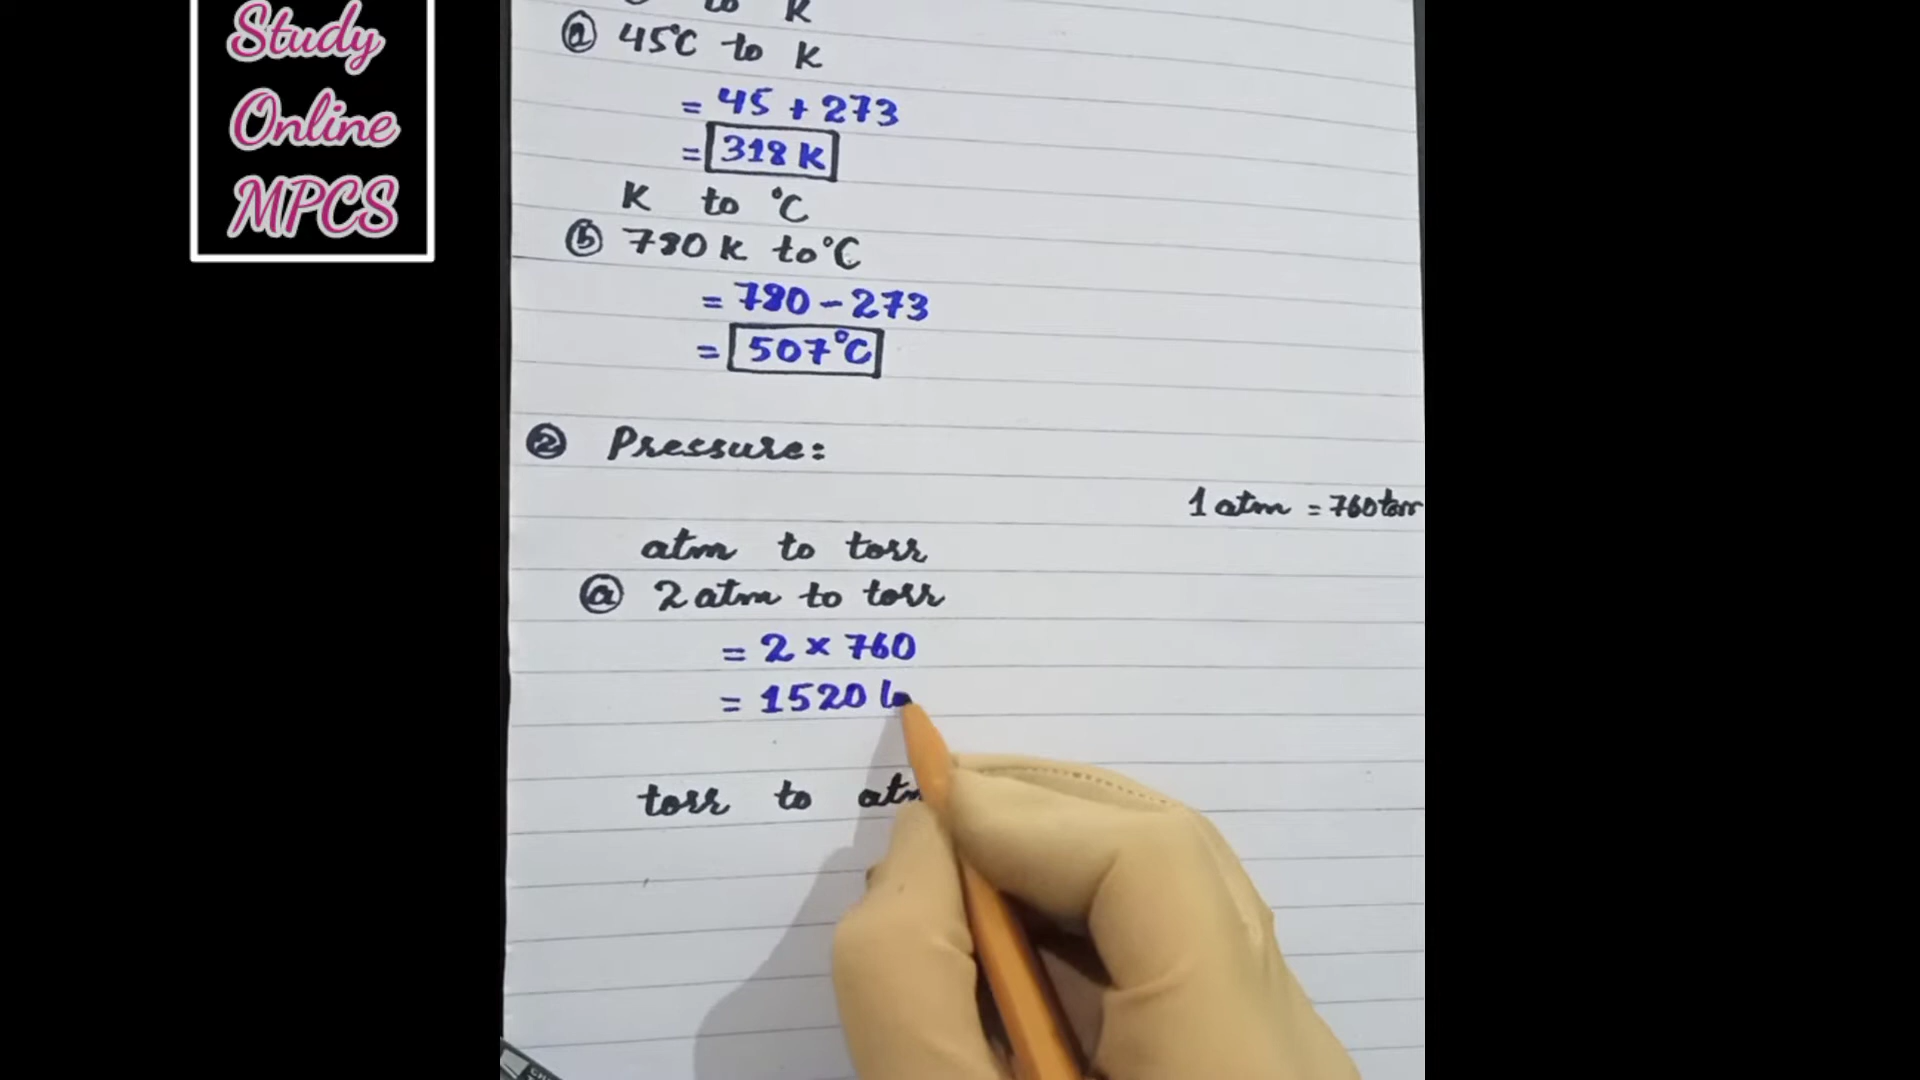 Study
Online
MPCS
to K
ⓐ 45°C to K
= 45 + 273
= 318 K
K to °C
ⓑ 780 K to °C
= 780 - 273
= 507°C
② Pressure:
1 atm = 760 torr
atm to torr
ⓐ 2 atm to torr
= 2 × 760
= 1520
torr to